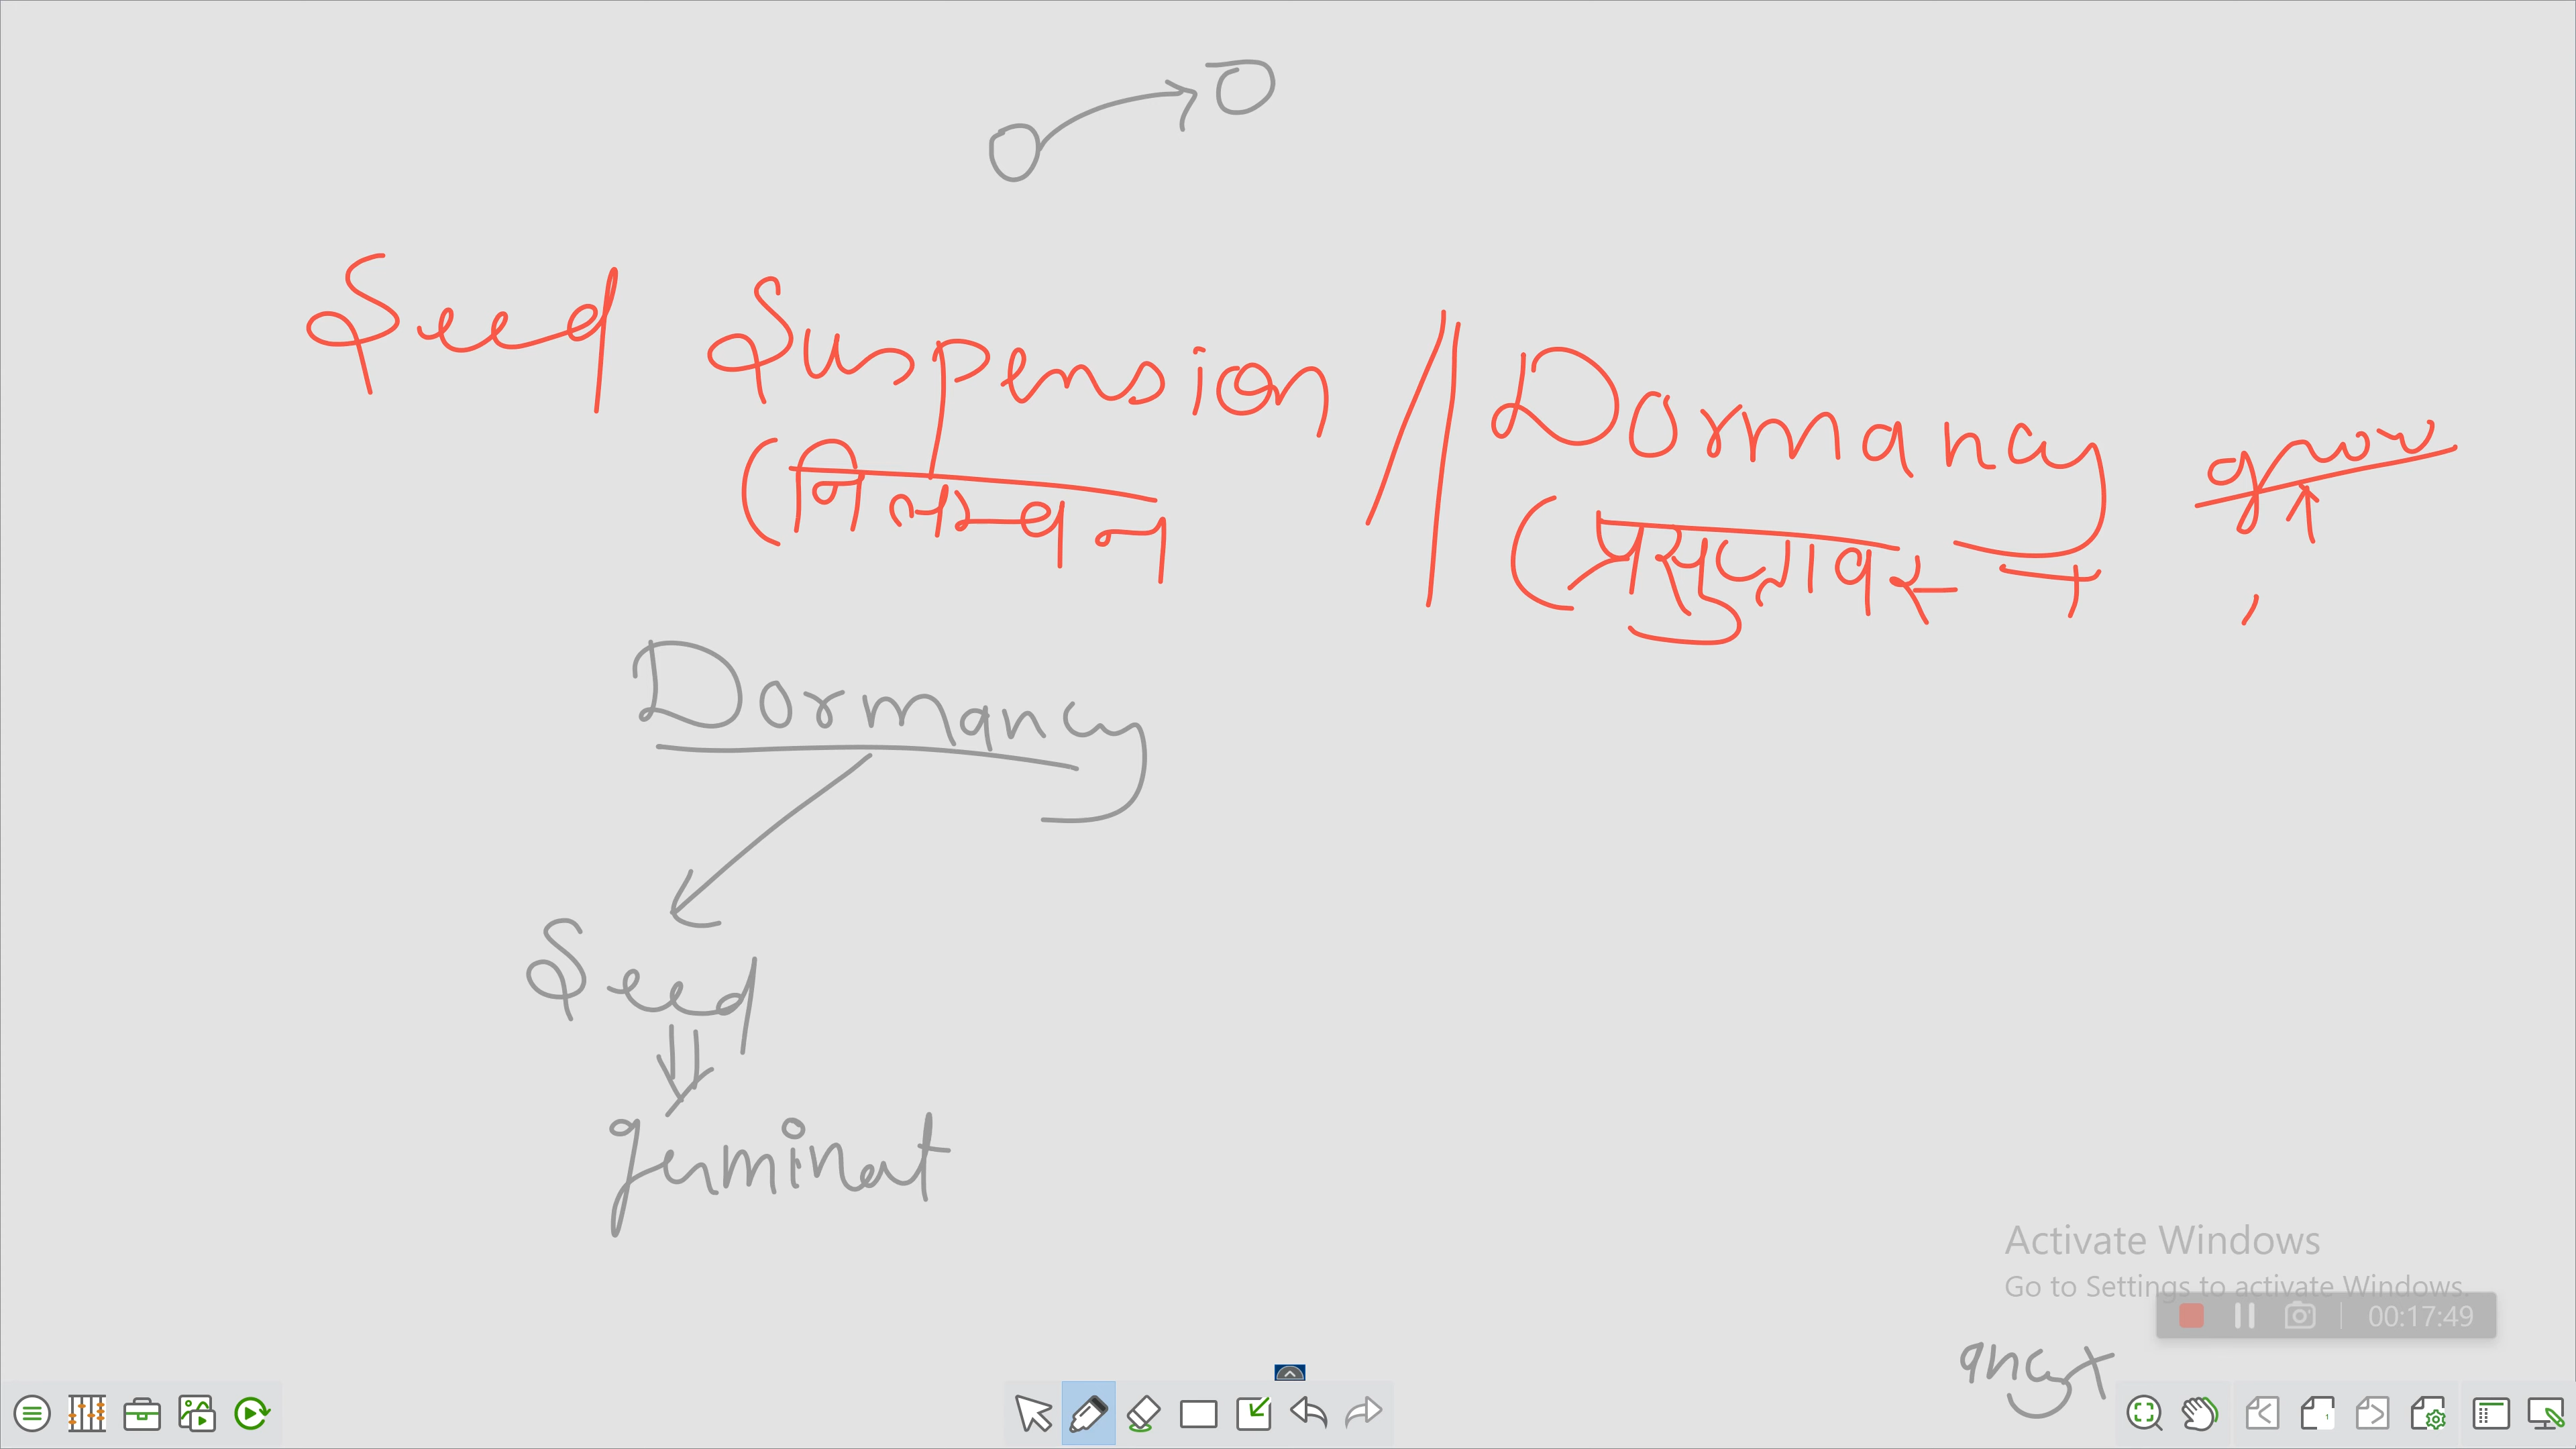 Seed Suspension // Dormancy grow
(निलम्बन (प्रसुप्तावस्था,
Dormancy
Seed
germinat
Activate Windows
Go to Settings to activate Windows.
00:17:49